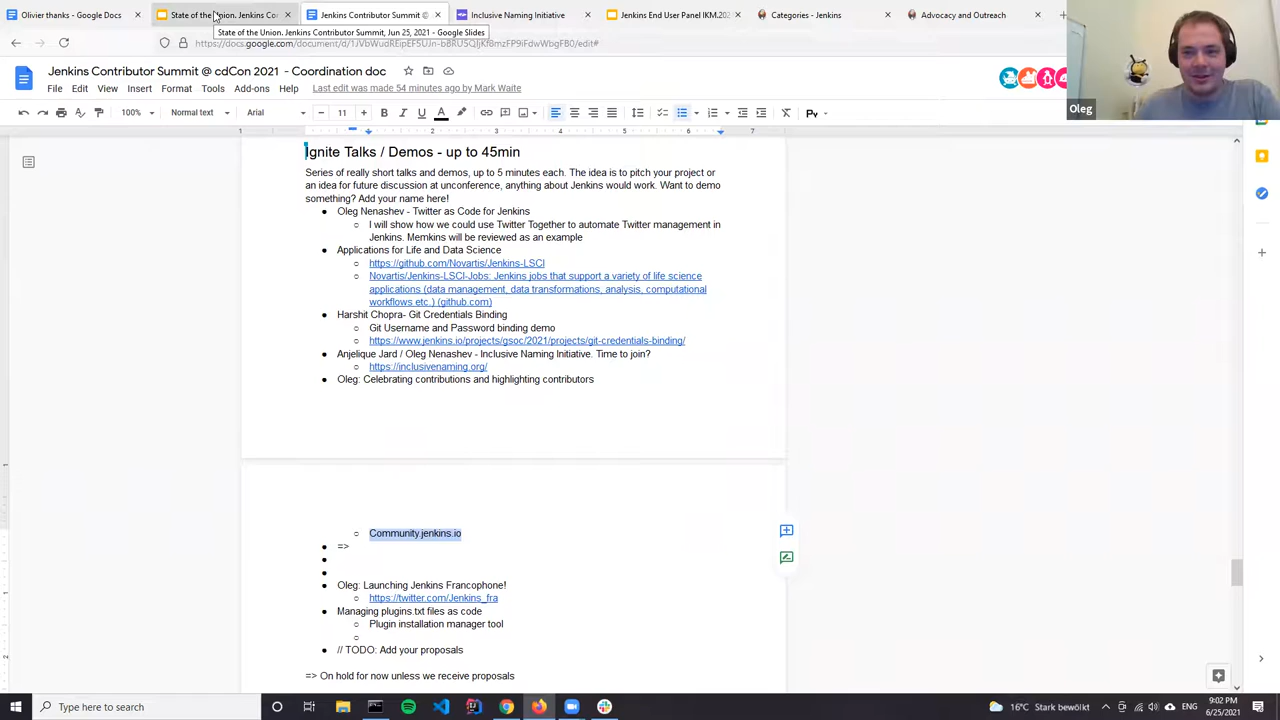 Olivier thanks - Google Docs
State of the Union. Jenkins Con
Jenkins Contributor Summit @
Inclusive Naming Initiative
Jenkins End User Panel IKM.202
Categories - Jenkins
Advocacy and Outreach
State of the Union. Jenkins Contributor Summit, Jun 25, 2021 - Google Slides
Jenkins Contributor Summit @ cdCon 2021 - Coordination doc
File Edit View Insert Format Tools Add-ons Help
Last edit was made 54 minutes ago by Mark Waite
Oleg
100% Normal text Arial 11
1 2 3 4 5 6 7
Ignite Talks / Demos - up to 45min
Series of really short talks and demos, up to 5 minutes each. The idea is to pitch your project or
an idea for future discussion at unconference, anything about Jenkins would work. Want to demo
something? Add your name here!
Oleg Nenashev - Twitter as Code for Jenkins
I will show how we could use Twitter Together to automate Twitter management in
Jenkins. Memkins will be reviewed as an example
Applications for Life and Data Science
https://github.com/Novartis/Jenkins-LSCI
Novartis/Jenkins-LSCI-Jobs: Jenkins jobs that support a variety of life science
applications (data management, data transformations, analysis, computational
workflows etc.) (github.com)
Harshit Chopra- Git Credentials Binding
Git Username and Password binding demo
https://www.jenkins.io/projects/gsoc/2021/projects/git-credentials-binding/
Anjelique Jard / Oleg Nenashev - Inclusive Naming Initiative. Time to join?
https://inclusivenaming.org/
Oleg: Celebrating contributions and highlighting contributors
Community.jenkins.io
=>
Oleg: Launching Jenkins Francophone!
https://twitter.com/Jenkins_fra
Managing plugins.txt files as code
Plugin installation manager tool
// TODO: Add your proposals
=> On hold for now unless we receive proposals
Type here to search
16°C Stark bewölkt
ENG
9:02 PM
6/25/2021